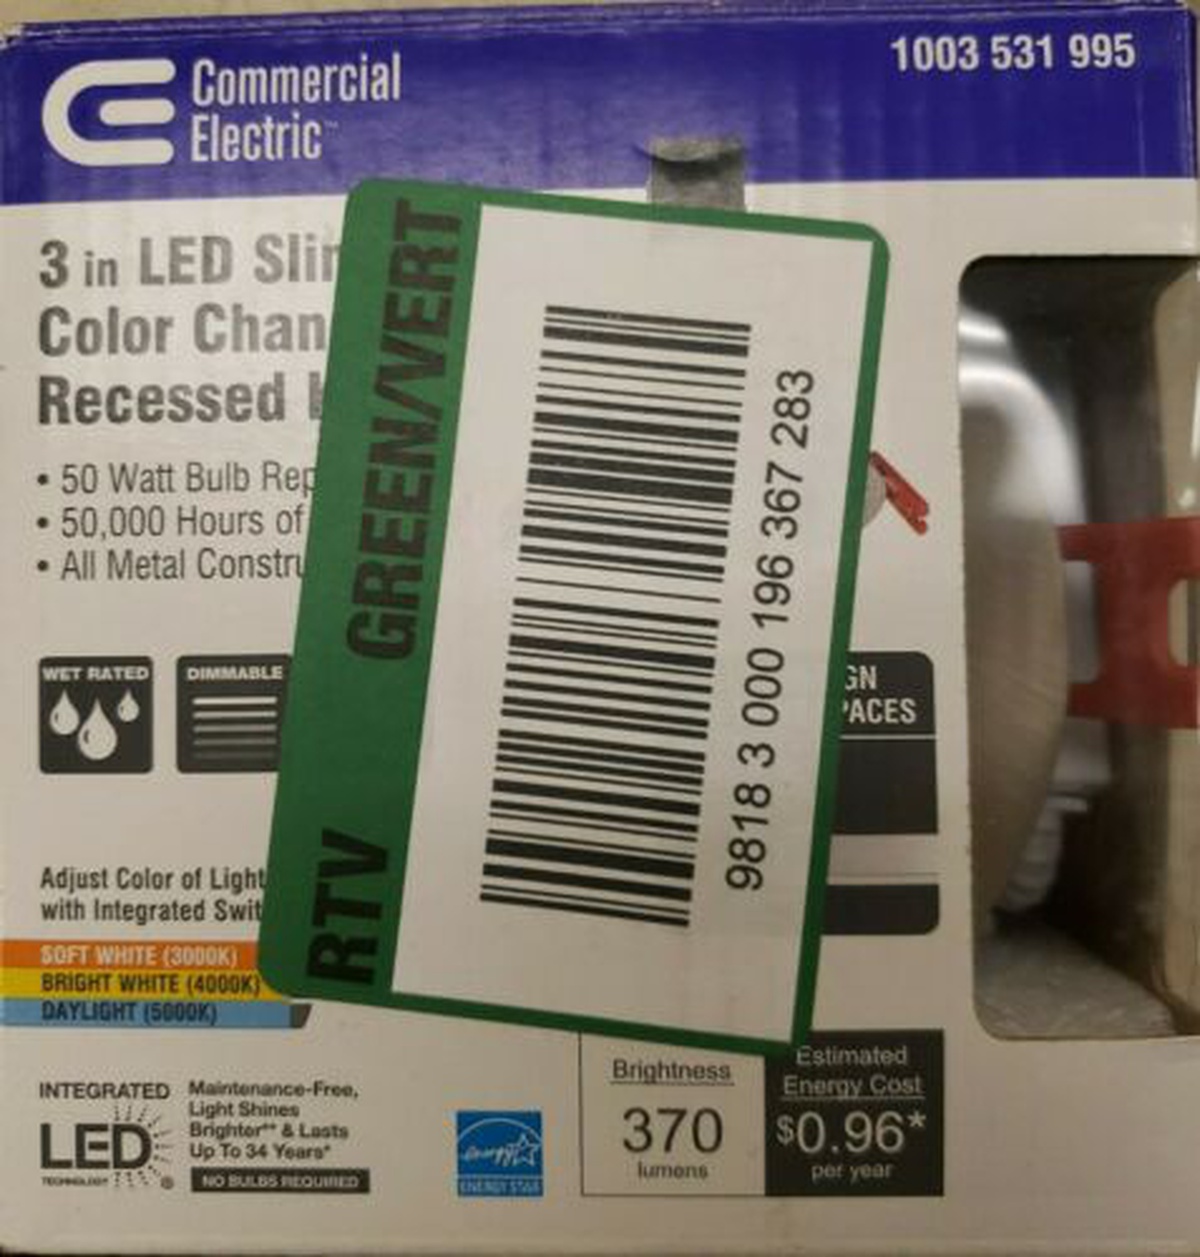 Commercial
Electric™
1003 531 995
3 in LED Slim
Color Chan
Recessed
• 50 Watt Bulb Rep
• 50,000 Hours of
• All Metal Constru
WET RATED
DIMMABLE
GN
PACES
RTV GREEN/VERT
9818 3 000 196 367 283
Adjust Color of Light
with Integrated Swit
SOFT WHITE (3000K)
BRIGHT WHITE (4000K)
DAYLIGHT (5000K)
INTEGRATED
LED
TECHNOLOGY
®
Maintenance-Free,
Light Shines
Brighter** & Lasts
Up To 34 Years*
NO BULBS REQUIRED
energy
ENERGY STAR
Brightness
370
lumens
Estimated
Energy Cost
$0.96*
per year